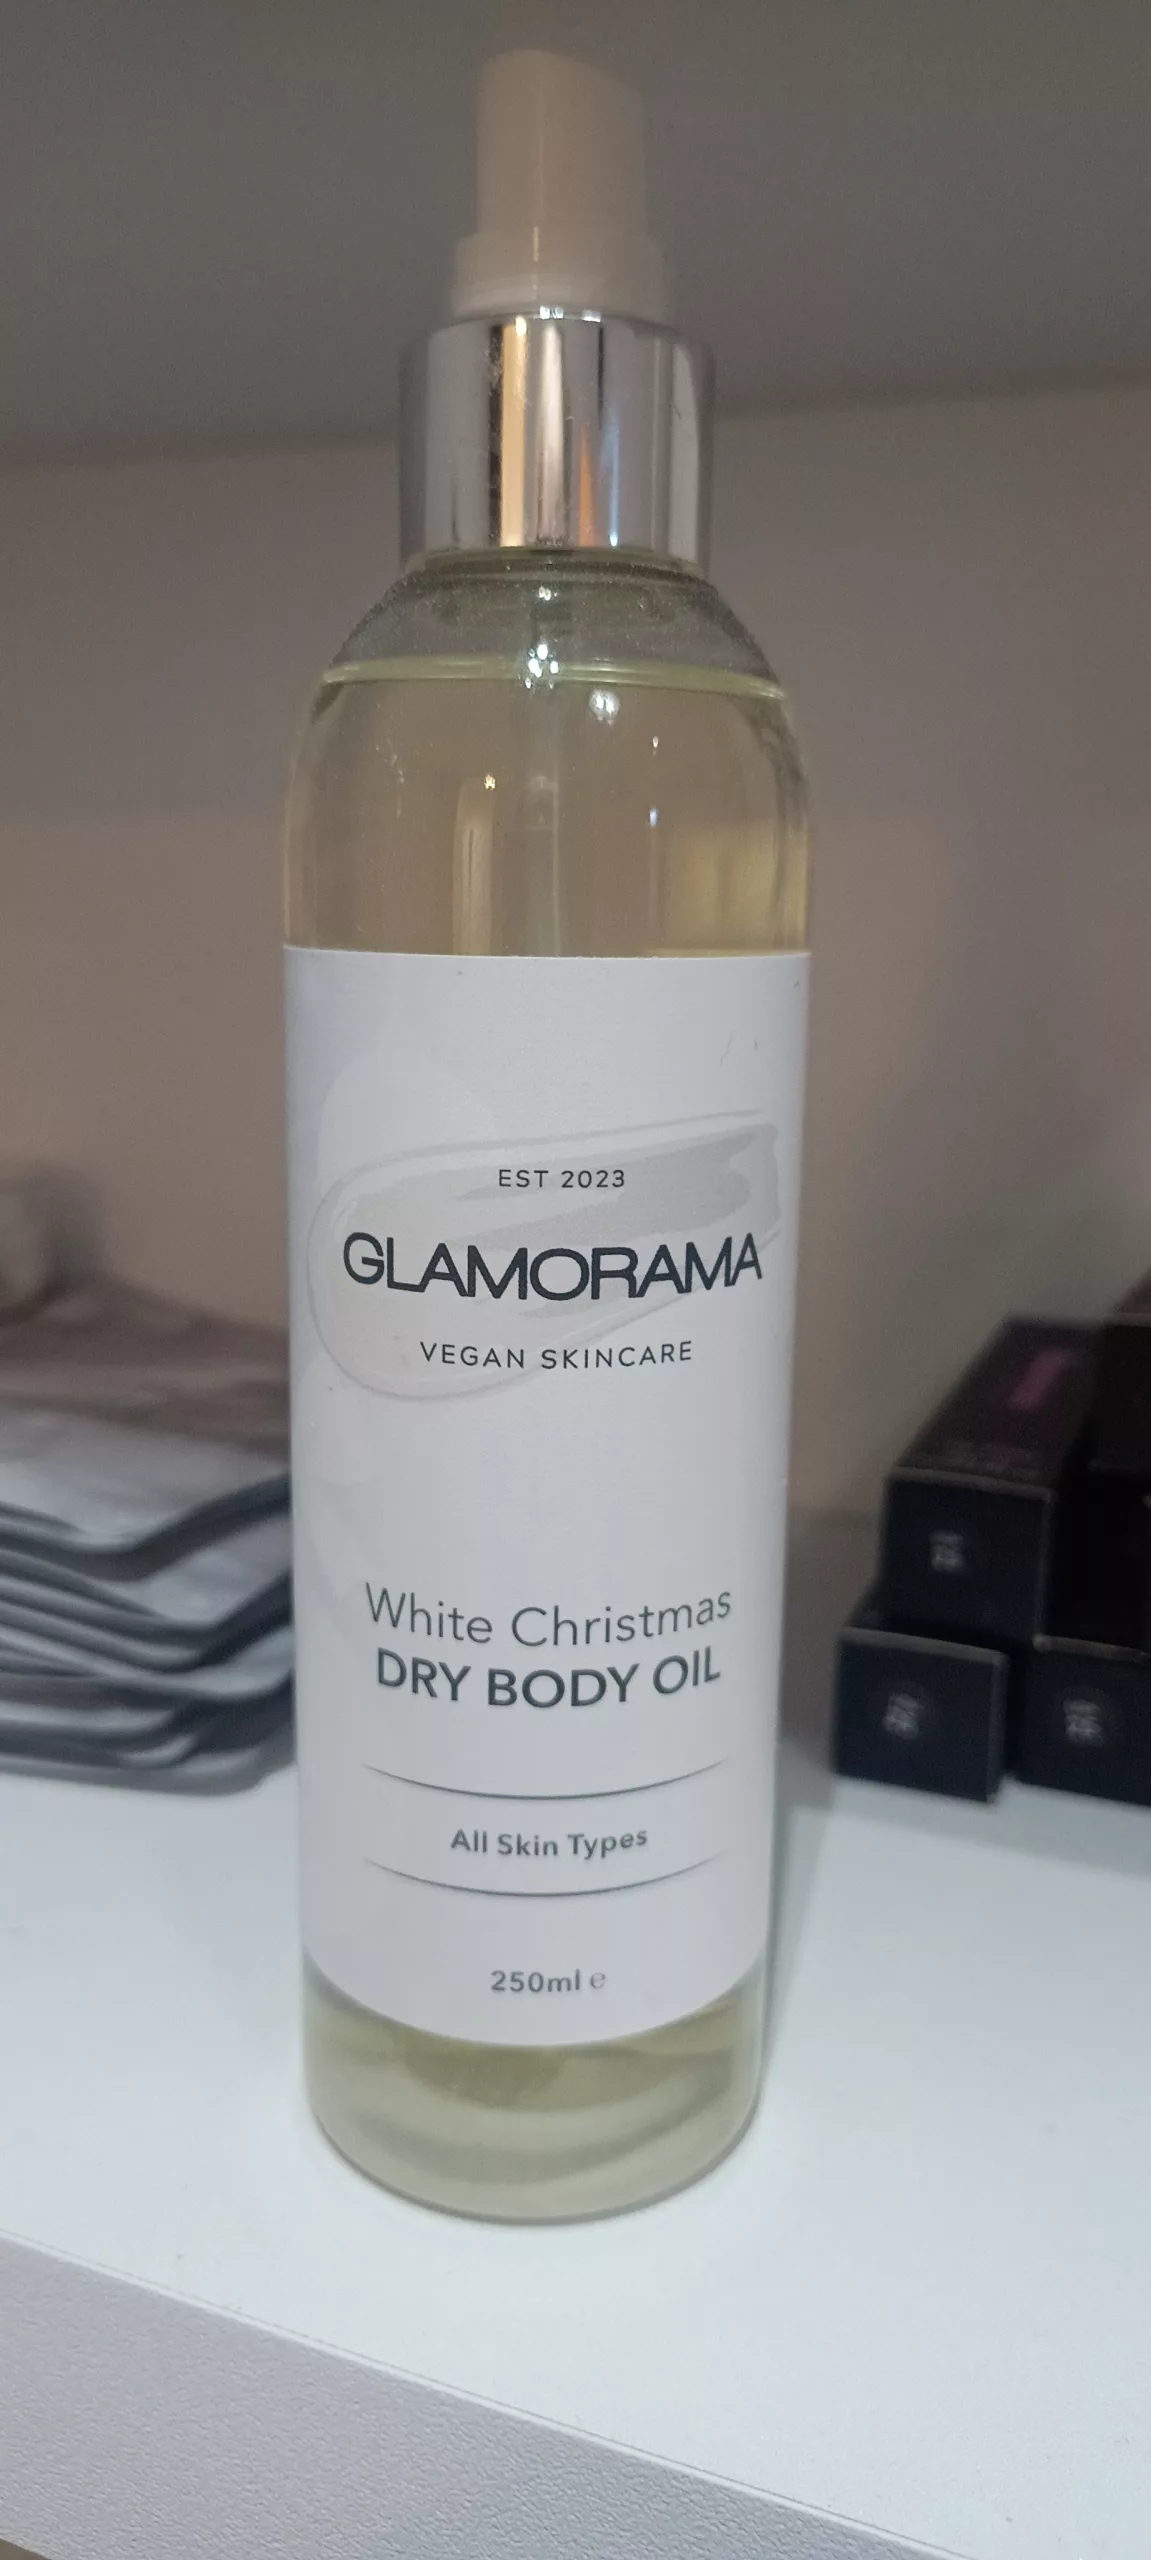 EST 2023
GLAMORAMA
VEGAN SKINCARE
White Christmas
DRY BODY OIL
All Skin Types
250ml ℮